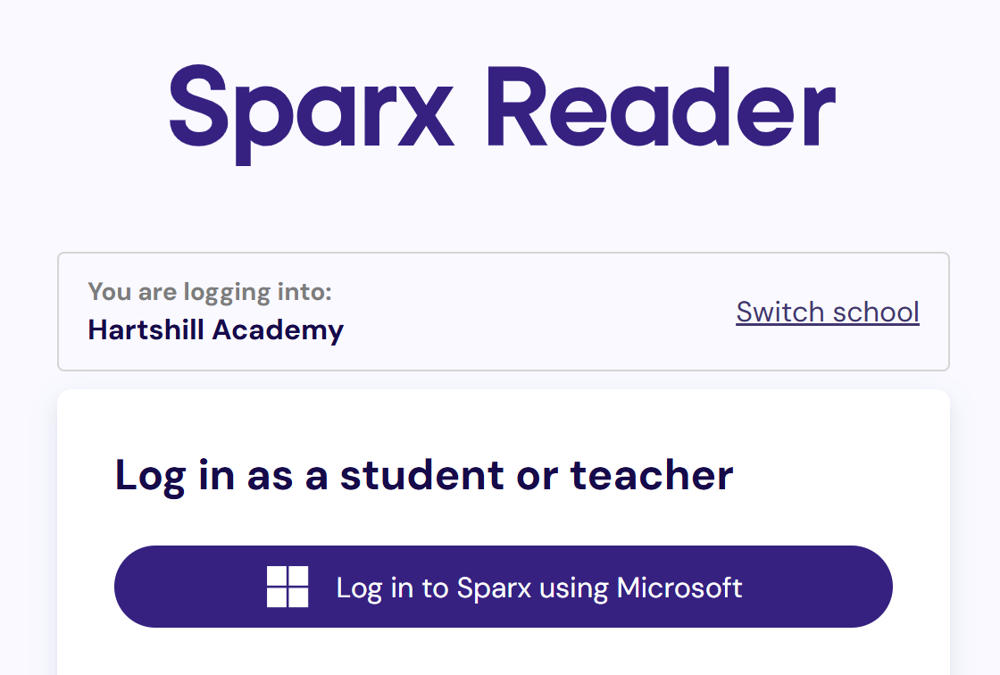 Sparx Reader
You are logging into:
Hartshill Academy
Switch school
Log in as a student or teacher
Log in to Sparx using Microsoft